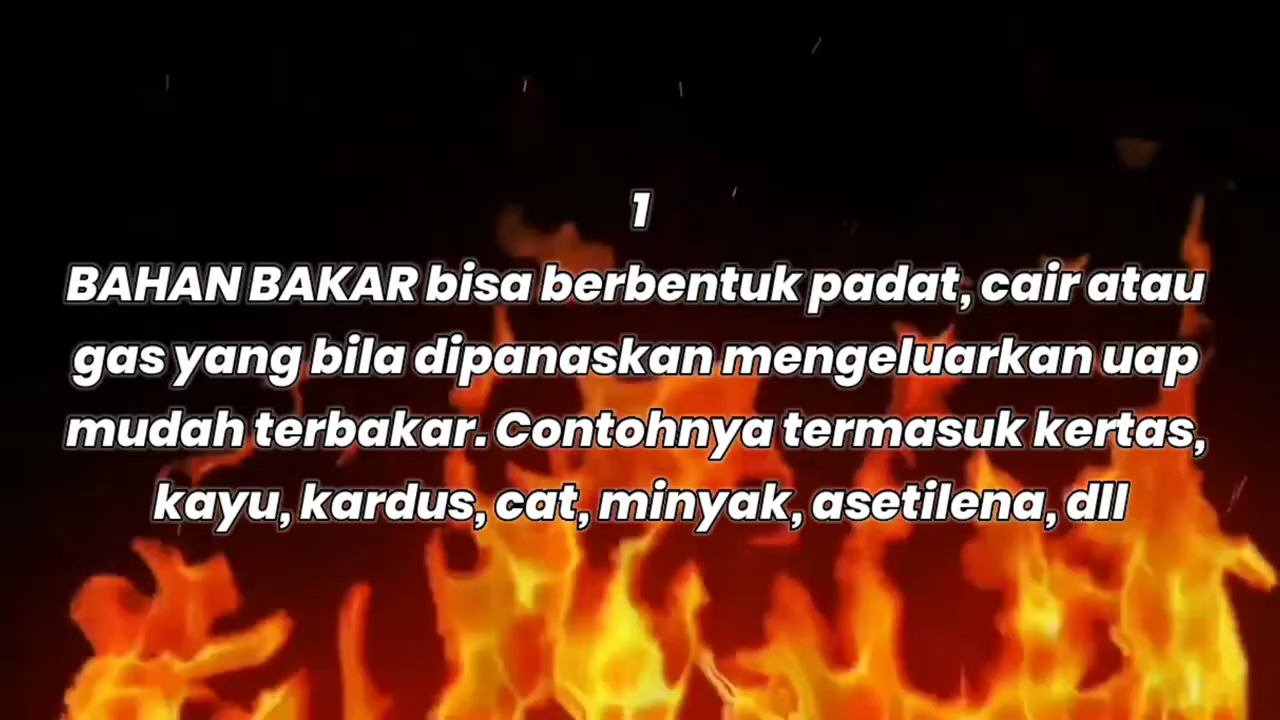 1
BAHAN BAKAR bisa berbentuk padat, cair atau
gas yang bila dipanaskan mengeluarkan uap
mudah terbakar. Contohnya termasuk kertas,
kayu, kardus, cat, minyak, asetilena, dll